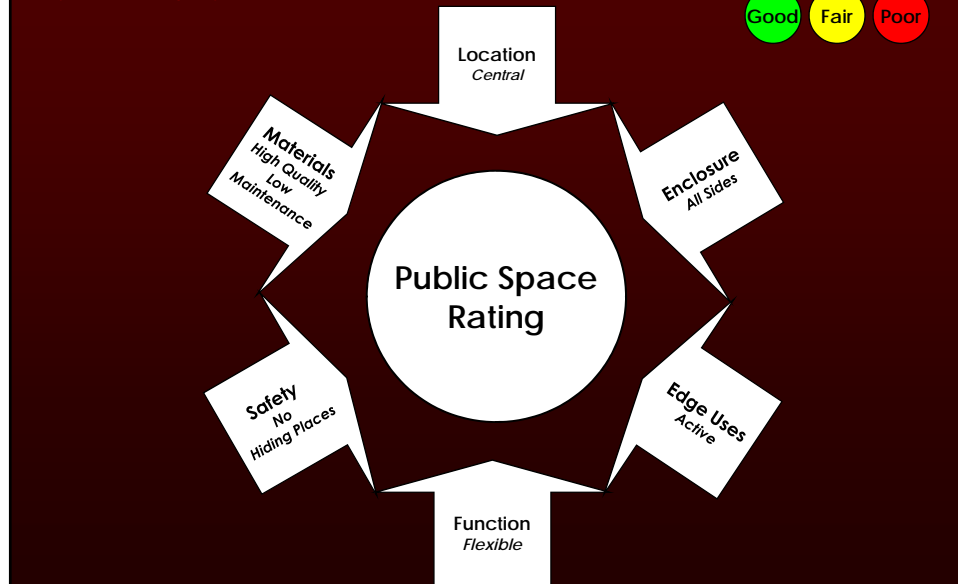 Good Fair Poor
Location
Central
Materials
High Quality
Low
Maintenance
Enclosure
All Sides
Public Space
Rating
Safety
No
Hiding Places
Edge Uses
Active
Function
Flexible